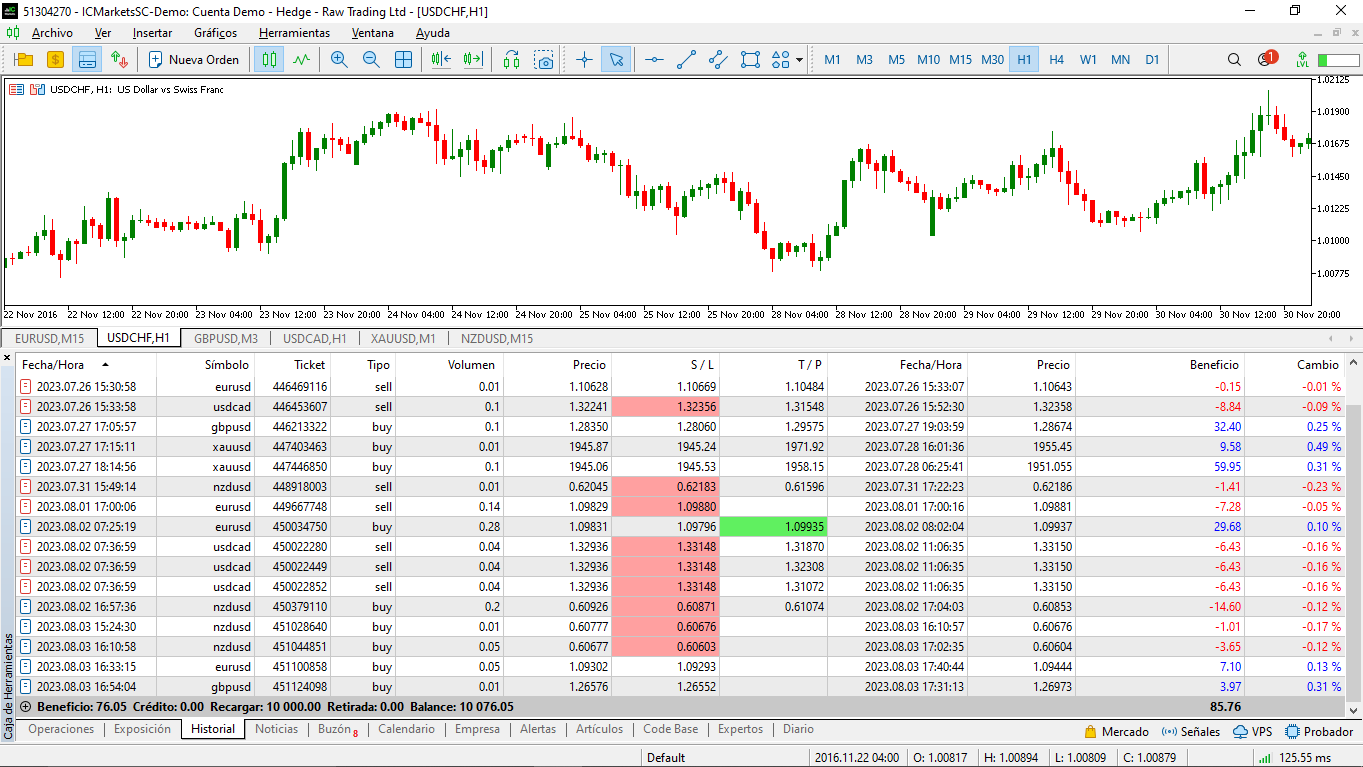 51304270 - ICMarketsSC-Demo: Cuenta Demo - Hedge - Raw Trading Ltd - [USDCHF,H1]
Archivo Ver Insertar Gráficos Herramientas Ventana Ayuda
$ Nueva Orden M1 M3 M5 M10 M15 M30 H1 H4 W1 MN D1 1 LVL
USDCHF, H1: US Dollar vs Swiss Franc
1.02125
1.01900
1.01675
1.01450
1.01225
1.01000
1.00775
22 Nov 2016 22 Nov 12:00 22 Nov 20:00 23 Nov 04:00 23 Nov 12:00 23 Nov 20:00 24 Nov 04:00 24 Nov 12:00 24 Nov 20:00 25 Nov 04:00 25 Nov 12:00 25 Nov 20:00 28 Nov 04:00 28 Nov 12:00 28 Nov 20:00 29 Nov 04:00 29 Nov 12:00 29 Nov 20:00 30 Nov 04:00 30 Nov 12:00 30 Nov 20:00
EURUSD,M15 USDCHF,H1 GBPUSD,M3 USDCAD,H1 XAUUSD,M1 NZDUSD,M15
Fecha/Hora Símbolo Ticket Tipo Volumen Precio S / L T / P Fecha/Hora Precio Beneficio Cambio
2023.07.26 15:30:58 eurusd 446469116 sell 0.01 1.10628 1.10669 1.10484 2023.07.26 15:33:07 1.10643 -0.15 -0.01 %
2023.07.26 15:33:58 usdcad 446453607 sell 0.1 1.32241 1.32356 1.31548 2023.07.26 15:52:30 1.32358 -8.84 -0.09 %
2023.07.27 17:05:57 gbpusd 446213322 buy 0.1 1.28350 1.28060 1.29575 2023.07.27 19:03:59 1.28674 32.40 0.25 %
2023.07.27 17:15:11 xauusd 447403463 buy 0.01 1945.87 1945.24 1971.92 2023.07.28 16:01:36 1955.45 9.58 0.49 %
2023.07.27 18:14:56 xauusd 447446850 buy 0.1 1945.06 1945.53 1958.15 2023.07.28 06:25:41 1951.055 59.95 0.31 %
2023.07.31 15:49:14 nzdusd 448918003 sell 0.01 0.62045 0.62183 0.61596 2023.07.31 17:22:23 0.62186 -1.41 -0.23 %
2023.08.01 17:00:06 eurusd 449667748 sell 0.14 1.09829 1.09880 2023.08.01 17:00:16 1.09881 -7.28 -0.05 %
2023.08.02 07:25:19 eurusd 450034750 buy 0.28 1.09831 1.09796 1.09935 2023.08.02 08:02:04 1.09937 29.68 0.10 %
2023.08.02 07:36:59 usdcad 450022280 sell 0.04 1.32936 1.33148 1.31870 2023.08.02 11:06:35 1.33150 -6.43 -0.16 %
2023.08.02 07:36:59 usdcad 450022449 sell 0.04 1.32936 1.33148 1.32308 2023.08.02 11:06:35 1.33150 -6.43 -0.16 %
2023.08.02 07:36:59 usdcad 450022852 sell 0.04 1.32936 1.33148 1.31072 2023.08.02 11:06:35 1.33150 -6.43 -0.16 %
2023.08.02 16:57:36 nzdusd 450379110 buy 0.2 0.60926 0.60871 0.61074 2023.08.02 17:04:03 0.60853 -14.60 -0.12 %
2023.08.03 15:24:30 nzdusd 451028640 buy 0.01 0.60777 0.60676 2023.08.03 16:10:57 0.60676 -1.01 -0.17 %
2023.08.03 16:10:58 nzdusd 451044851 buy 0.05 0.60677 0.60603 2023.08.03 17:02:35 0.60604 -3.65 -0.12 %
2023.08.03 16:33:15 eurusd 451100858 buy 0.05 1.09302 1.09293 2023.08.03 17:40:44 1.09444 7.10 0.13 %
2023.08.03 16:54:04 gbpusd 451124098 buy 0.01 1.26576 1.26552 2023.08.03 17:31:13 1.26973 3.97 0.31 %
Beneficio: 76.05 Crédito: 0.00 Recargar: 10 000.00 Retirada: 0.00 Balance: 10 076.05 85.76
Caja de Herramientas
Operaciones Exposición Historial Noticias Buzón 8 Calendario Empresa Alertas Artículos Code Base Expertos Diario Mercado Señales VPS Probador
Default 2016.11.22 04:00 O: 1.00817 H: 1.00894 L: 1.00809 C: 1.00879 125.55 ms